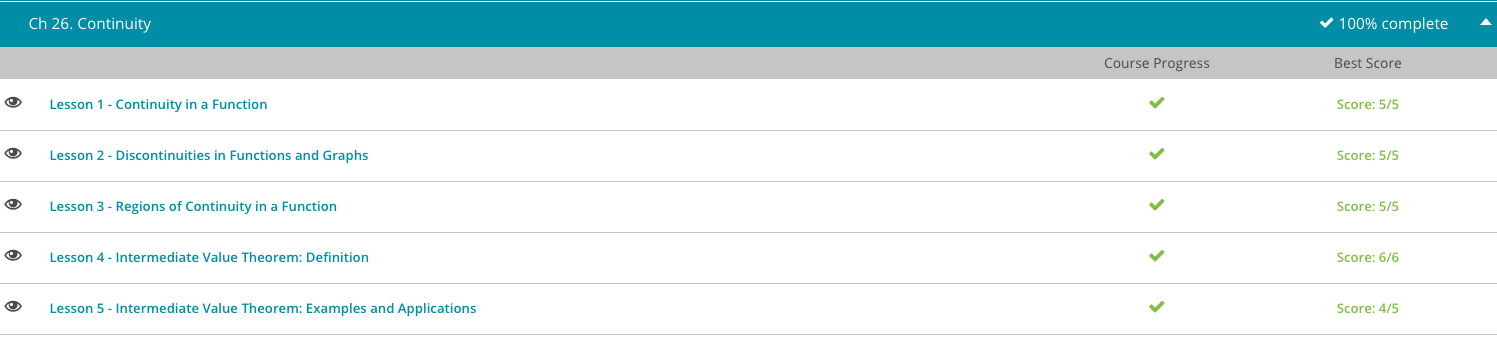 Ch 26. Continuity 100% complete
Course Progress Best Score
Lesson 1 - Continuity in a Function Score: 5/5
Lesson 2 - Discontinuities in Functions and Graphs Score: 5/5
Lesson 3 - Regions of Continuity in a Function Score: 5/5
Lesson 4 - Intermediate Value Theorem: Definition Score: 6/6
Lesson 5 - Intermediate Value Theorem: Examples and Applications Score: 4/5